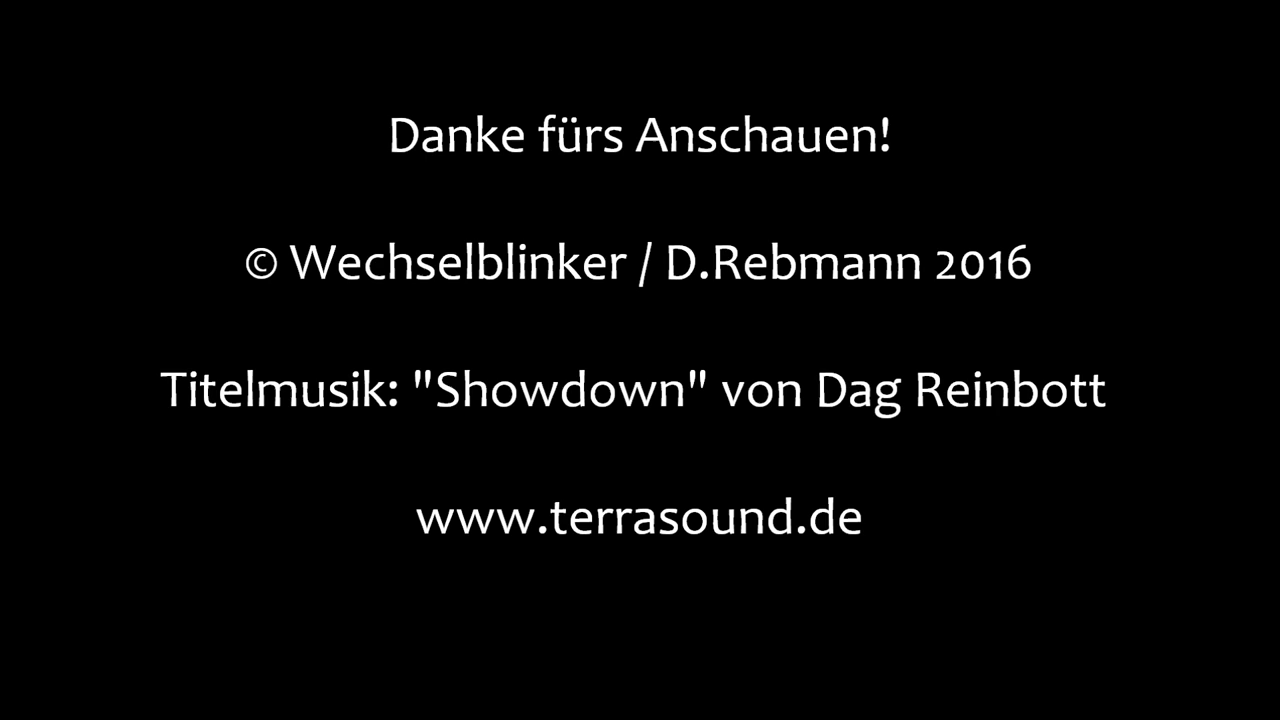 Danke fürs Anschauen!
© Wechselblinker / D.Rebmann 2016
Titelmusik: "Showdown" von Dag Reinbott
www.terrasound.de